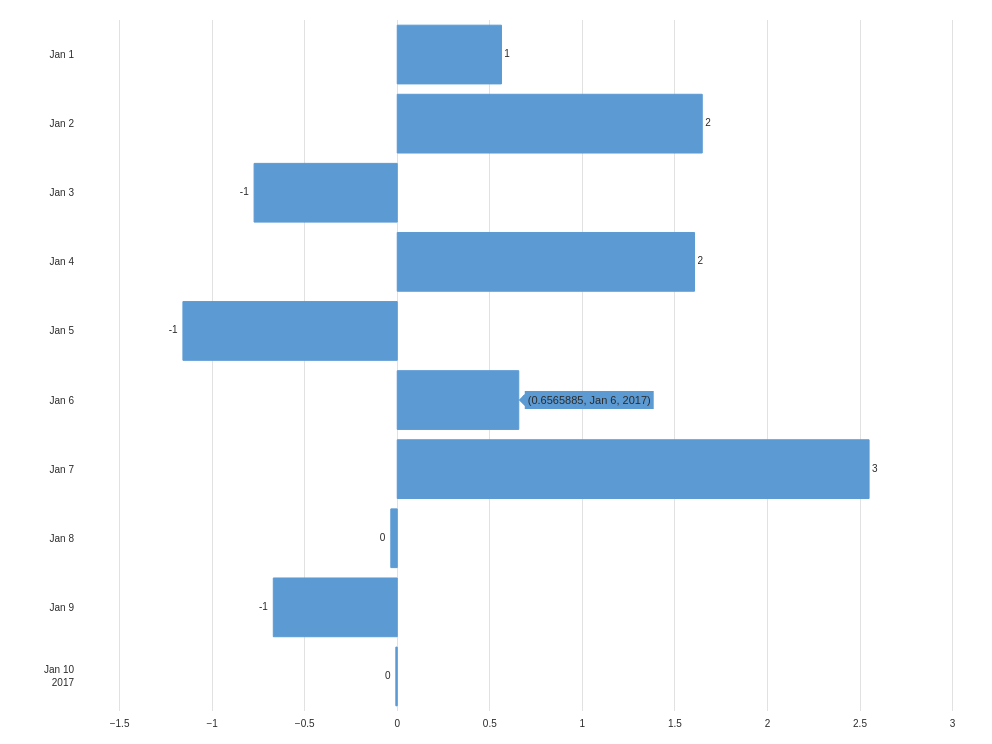 Jan 1
1
Jan 2
2
Jan 3
-1
Jan 4
2
Jan 5
-1
Jan 6
(0.6565885, Jan 6, 2017)
Jan 7
3
Jan 8
0
Jan 9
-1
Jan 10
2017
0
−1.5 −1 −0.5 0 0.5 1 1.5 2 2.5 3